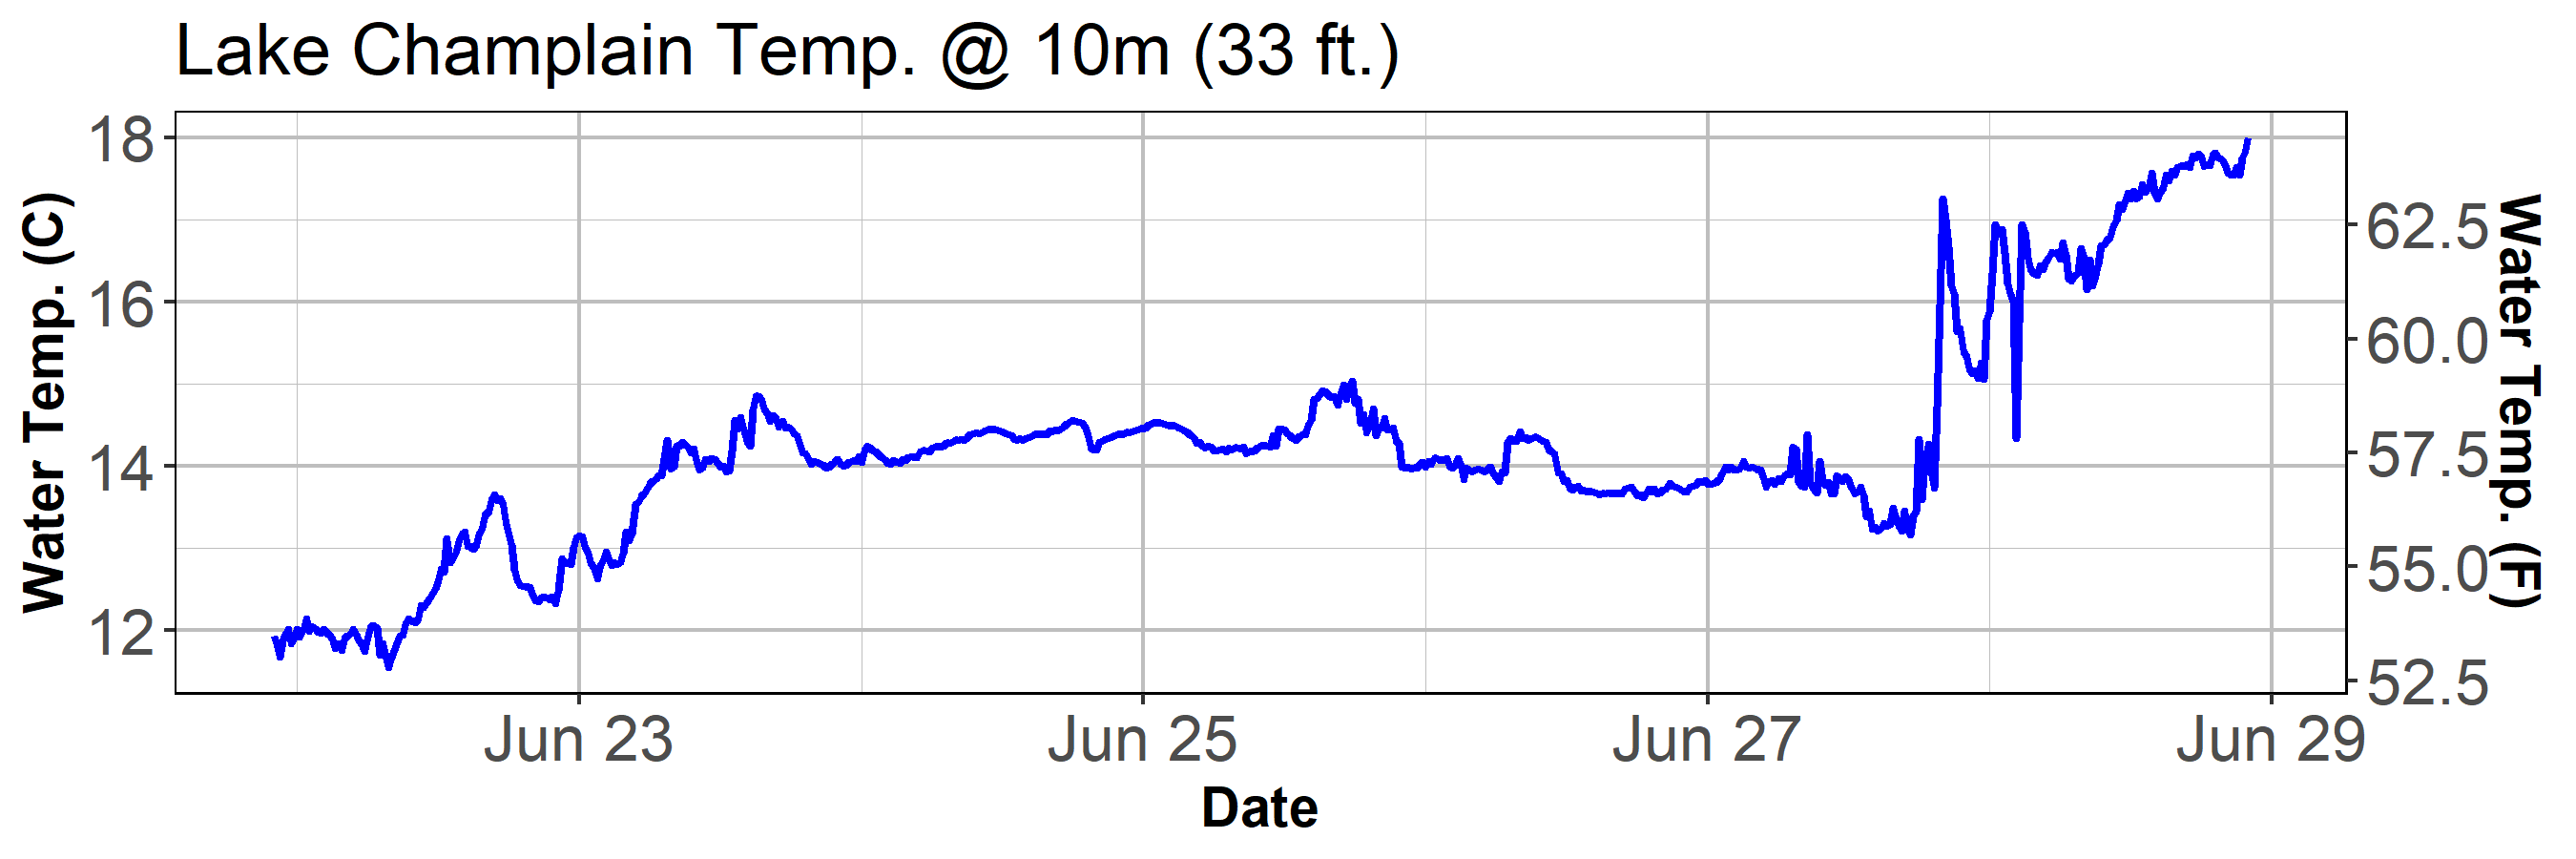 Lake Champlain Temp. @ 10m (33 ft.)
Water Temp. (C)
18
16
14
12
62.5
60.0
57.5
55.0
52.5
Water Temp. (F)
Jun 23
Jun 25
Jun 27
Jun 29
Date